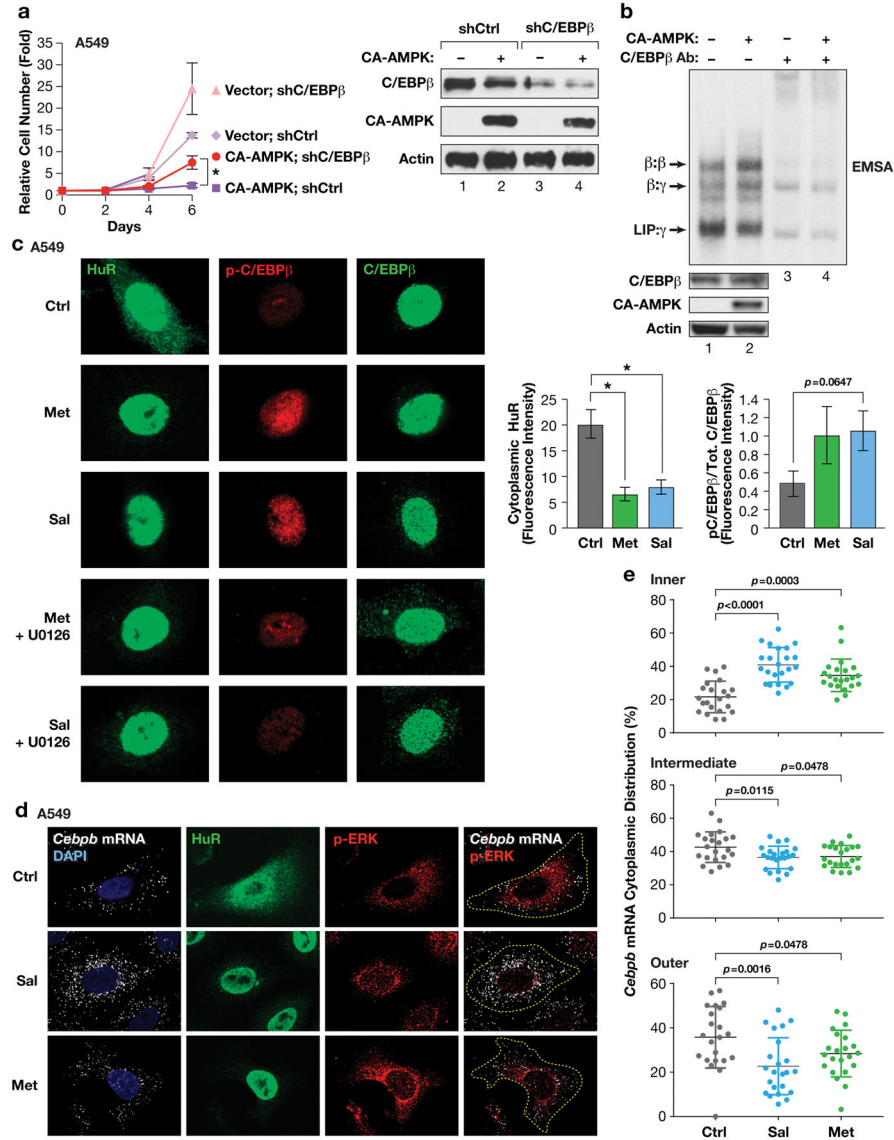 a
A549
Relative Cell Number (Fold)
35
30
25
20
15
10
5
0
0 2 4 6
Days
Vector; shC/EBPβ
Vector; shCtrl
CA-AMPK; shC/EBPβ
*
CA-AMPK; shCtrl
shCtrl shC/EBPβ
CA-AMPK: – + – +
C/EBPβ
CA-AMPK
Actin
1 2 3 4
b
CA-AMPK: – + – +
C/EBPβ Ab: – – + +
β:β
β:γ
LIP:γ
EMSA
3 4
C/EBPβ
CA-AMPK
Actin
1 2
c A549
HuR p-C/EBPβ C/EBPβ
Ctrl
Met
Sal
Met
+ U0126
Sal
+ U0126
Cytoplasmic HuR
(Fluorescence Intensity)
25
20
15
10
5
0
*
*
Ctrl Met Sal
pC/EBPβ/Tot. C/EBPβ
(Fluorescence Intensity)
1.4
1.2
1.0
0.8
0.6
0.4
0.2
0
p=0.0647
Ctrl Met Sal
d A549
Cebpb mRNA
DAPI
HuR
p-ERK
Cebpb mRNA
p-ERK
Ctrl
Sal
Met
e
Cebpb mRNA Cytoplasmic Distribution (%)
Inner
p=0.0003
p<0.0001
80
60
40
20
0
Intermediate
p=0.0478
p=0.0115
80
60
40
20
0
Outer
p=0.0478
p=0.0016
60
40
20
0
Ctrl Sal Met